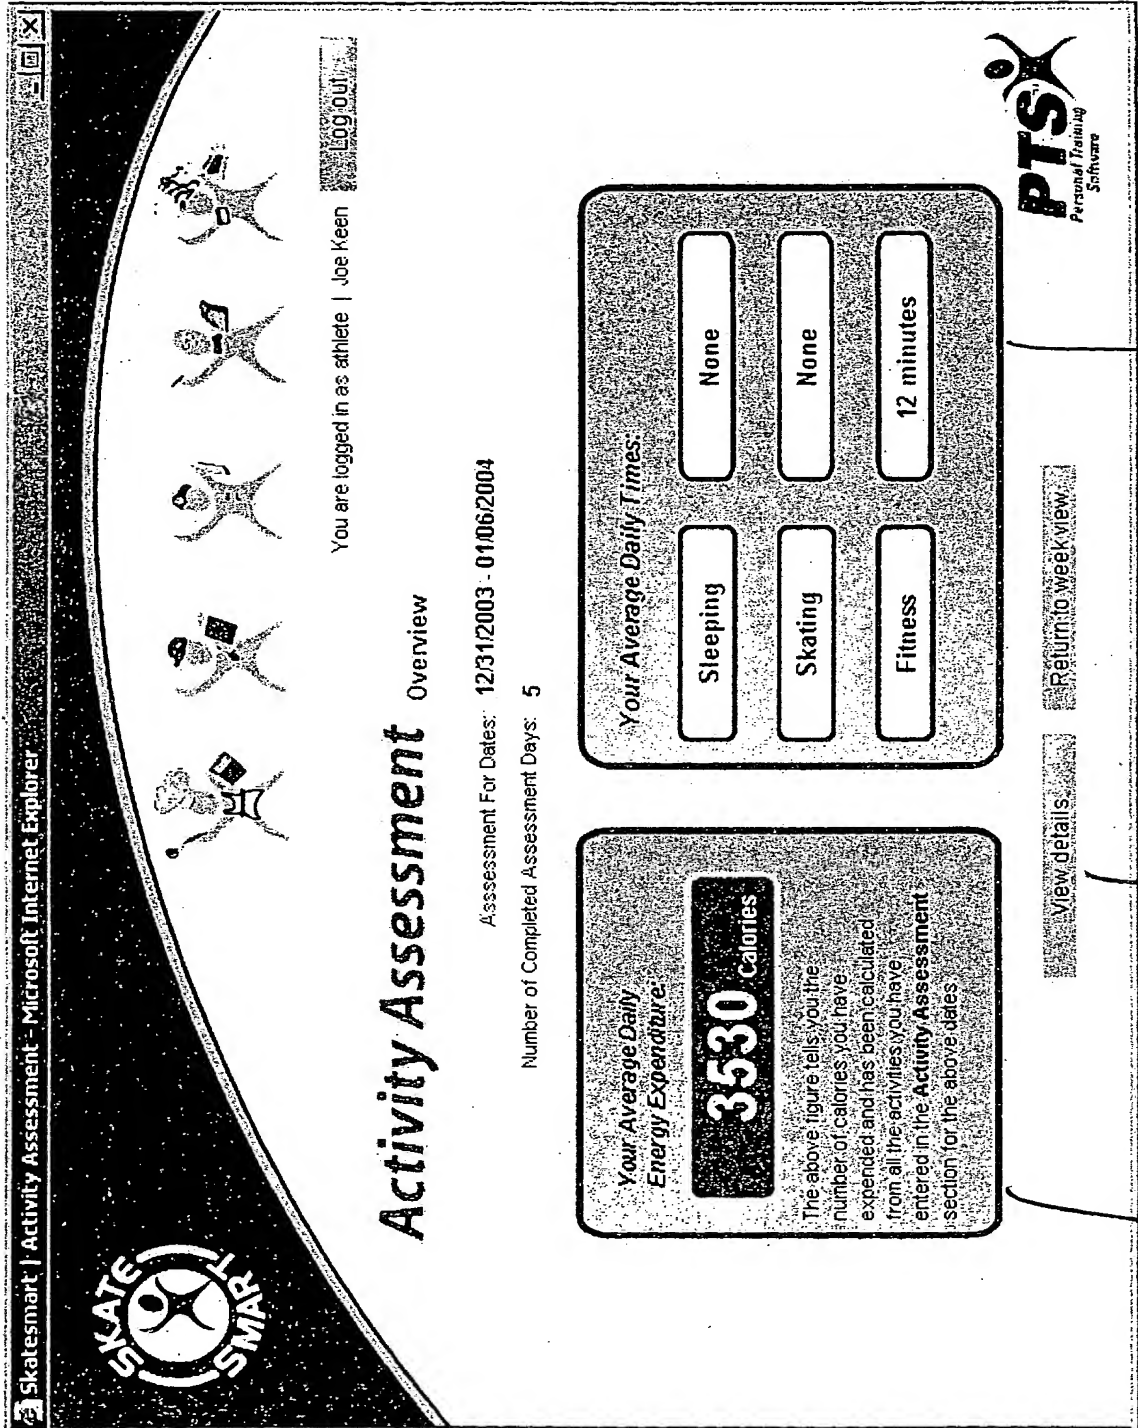 Skatesmart | Activity Assessment - Microsoft Internet Explorer
SKATE
SMART
You are logged in as athlete | Joe Keen
Log out
Activity Assessment Overview
Assessment For Dates: 12/31/2003 - 01/06/2004
Number of Completed Assessment Days: 5
Your Average Daily
Energy Expenditure:
3530 Calories
The above figure tells you the
number of calories you have
expended and has been calculated
from all the activities you have
entered in the Activity Assessment
section for the above dates
Your Average Daily Times:
Sleeping None
Skating None
Fitness 12 minutes
View details
Return to week view
PTS
Personal Training
Software